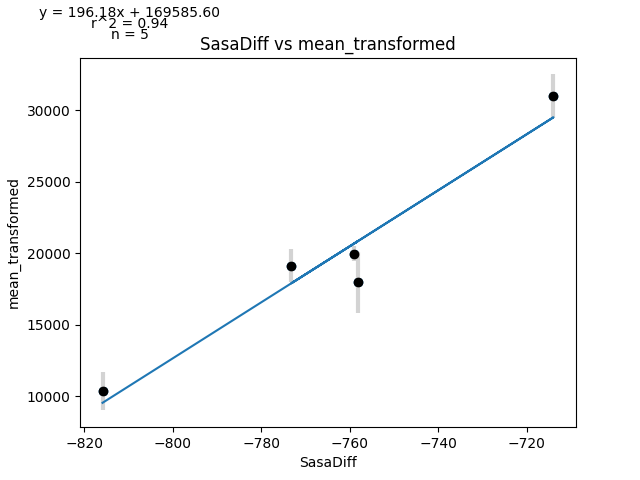 y = 196.18x + 169585.60
r^2 = 0.94
n = 5
SasaDiff vs mean_transformed
30000
25000
20000
15000
10000
mean_transformed
−820
−800
−780
−760
−740
−720
SasaDiff